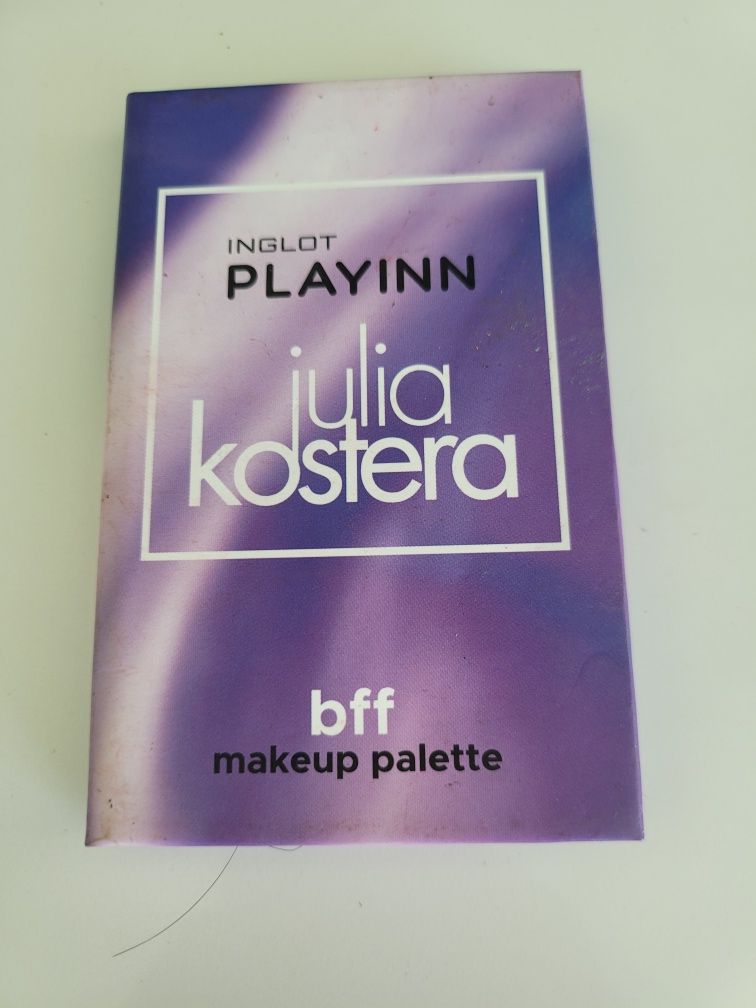 INGLOT
PLAYINN
julia
kostera
bff
makeup palette